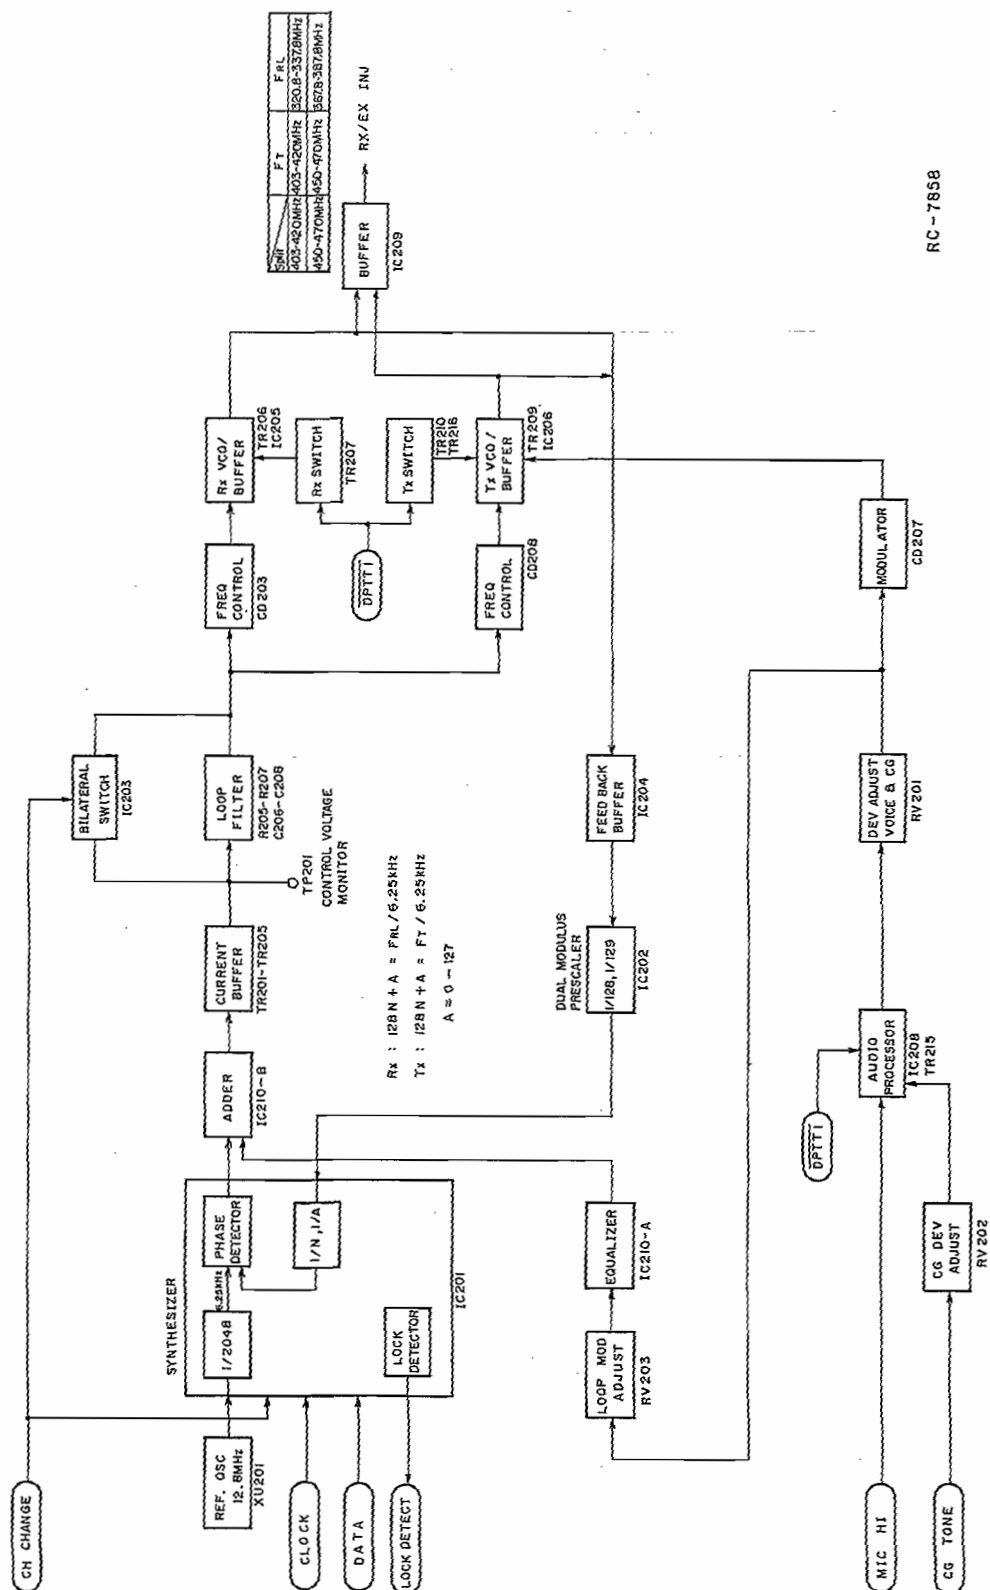 CH CHANGE
REF. OSC
12.8MHz
XU201
CLOCK
DATA
LOCK DETECT
MIC HI
CG TONE
SYNTHESIZER
1/2048
6.25kHz
PHASE
DETECTOR
1/N, 1/A
LOCK
DETECTOR
IC201
ADDER
IC210-B
CURRENT
BUFFER
TR201-TR205
TP201
CONTROL VOLTAGE
MONITOR
BILATERAL
SWITCH
IC203
LOOP
FILTER
R205-R207
C206-C208
FREQ
CONTROL
CD203
Rx VCO/
BUFFER
TR206
IC205
Rx SWITCH
TR207
DPTT1
Tx SWITCH
TR210
TR216
FREQ
CONTROL
CD208
Tx VCO/
BUFFER
TR209
IC206
BUFFER
IC209
RX/EX INJ
Split FT FRL
403-420MHz 403-420MHz 320.8-337.8MHz
450-470MHz 450-470MHz 367.8-387.8MHz
Rx : 128N + A = FRL / 6.25kHz
Tx : 128N + A = FT / 6.25kHz
A = 0 - 127
DUAL MODULUS
PRESCALER
1/128, 1/129
IC202
FEED BACK
BUFFER
IC204
LOOP MOD
ADJUST
RV203
EQUALIZER
IC210-A
DPTT1
AUDIO
PROCESSOR
IC208
TR215
CG DEV
ADJUST
RV202
DEV ADJUST
VOICE & CG
RV201
MODULATOR
CD207
RC-7858